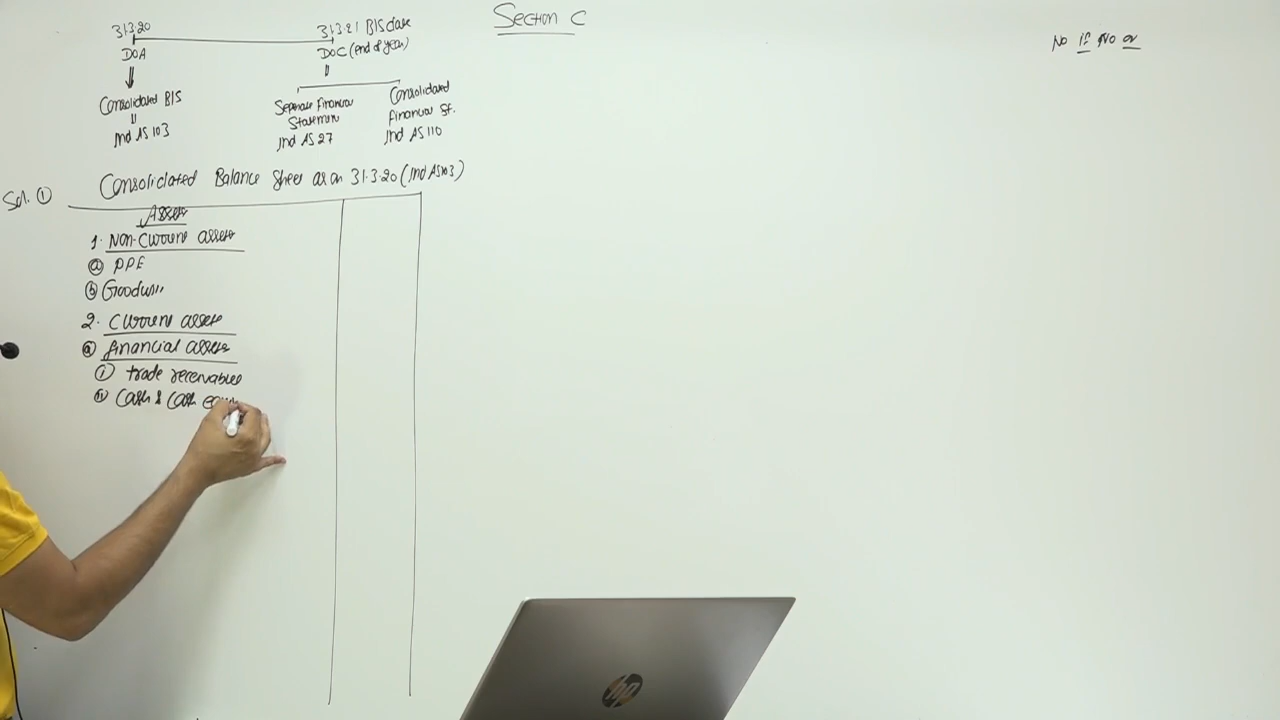 Section C
No if No or
31.3.20
31.3.21 B/S date
DOA
DOC (end of year)
Consolidated B/S
Ind AS 103
Separate Financial
Statement
Ind AS 27
Consolidated
Financial St.
Ind AS 110
Sol. ①
Consolidated Balance Sheet as on 31.3.20 (Ind AS 103)
Assets
1. Non-Current assets
ⓐ PPE
ⓑ Goodwill
2. Current assets
ⓐ financial assets
ⓘ trade receivables
Cash & Cash
hp